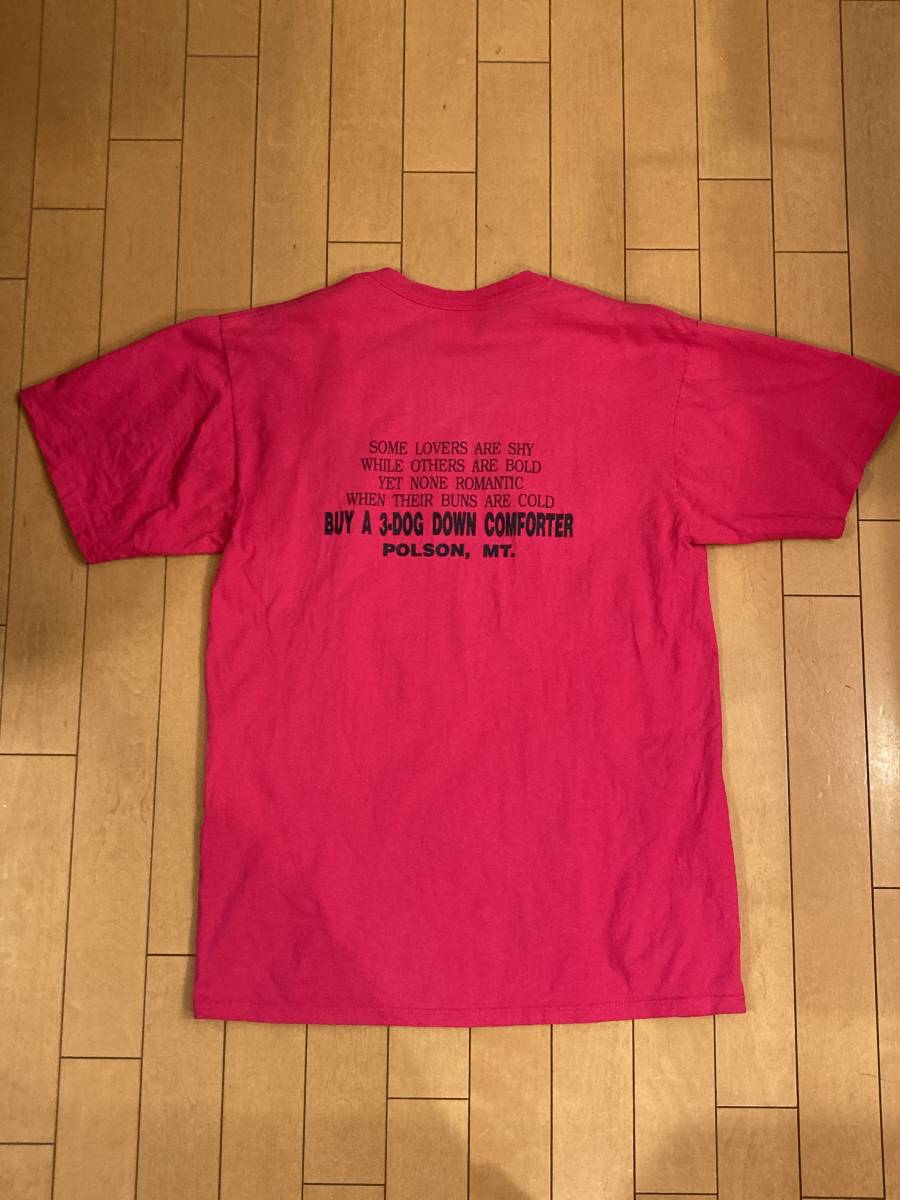 SOME LOVERS ARE SHY
WHILE OTHERS ARE BOLD
YET NONE ROMANTIC
WHEN THEIR BUNS ARE COLD
BUY A 3-DOG DOWN COMFORTER
POLSON, MT.